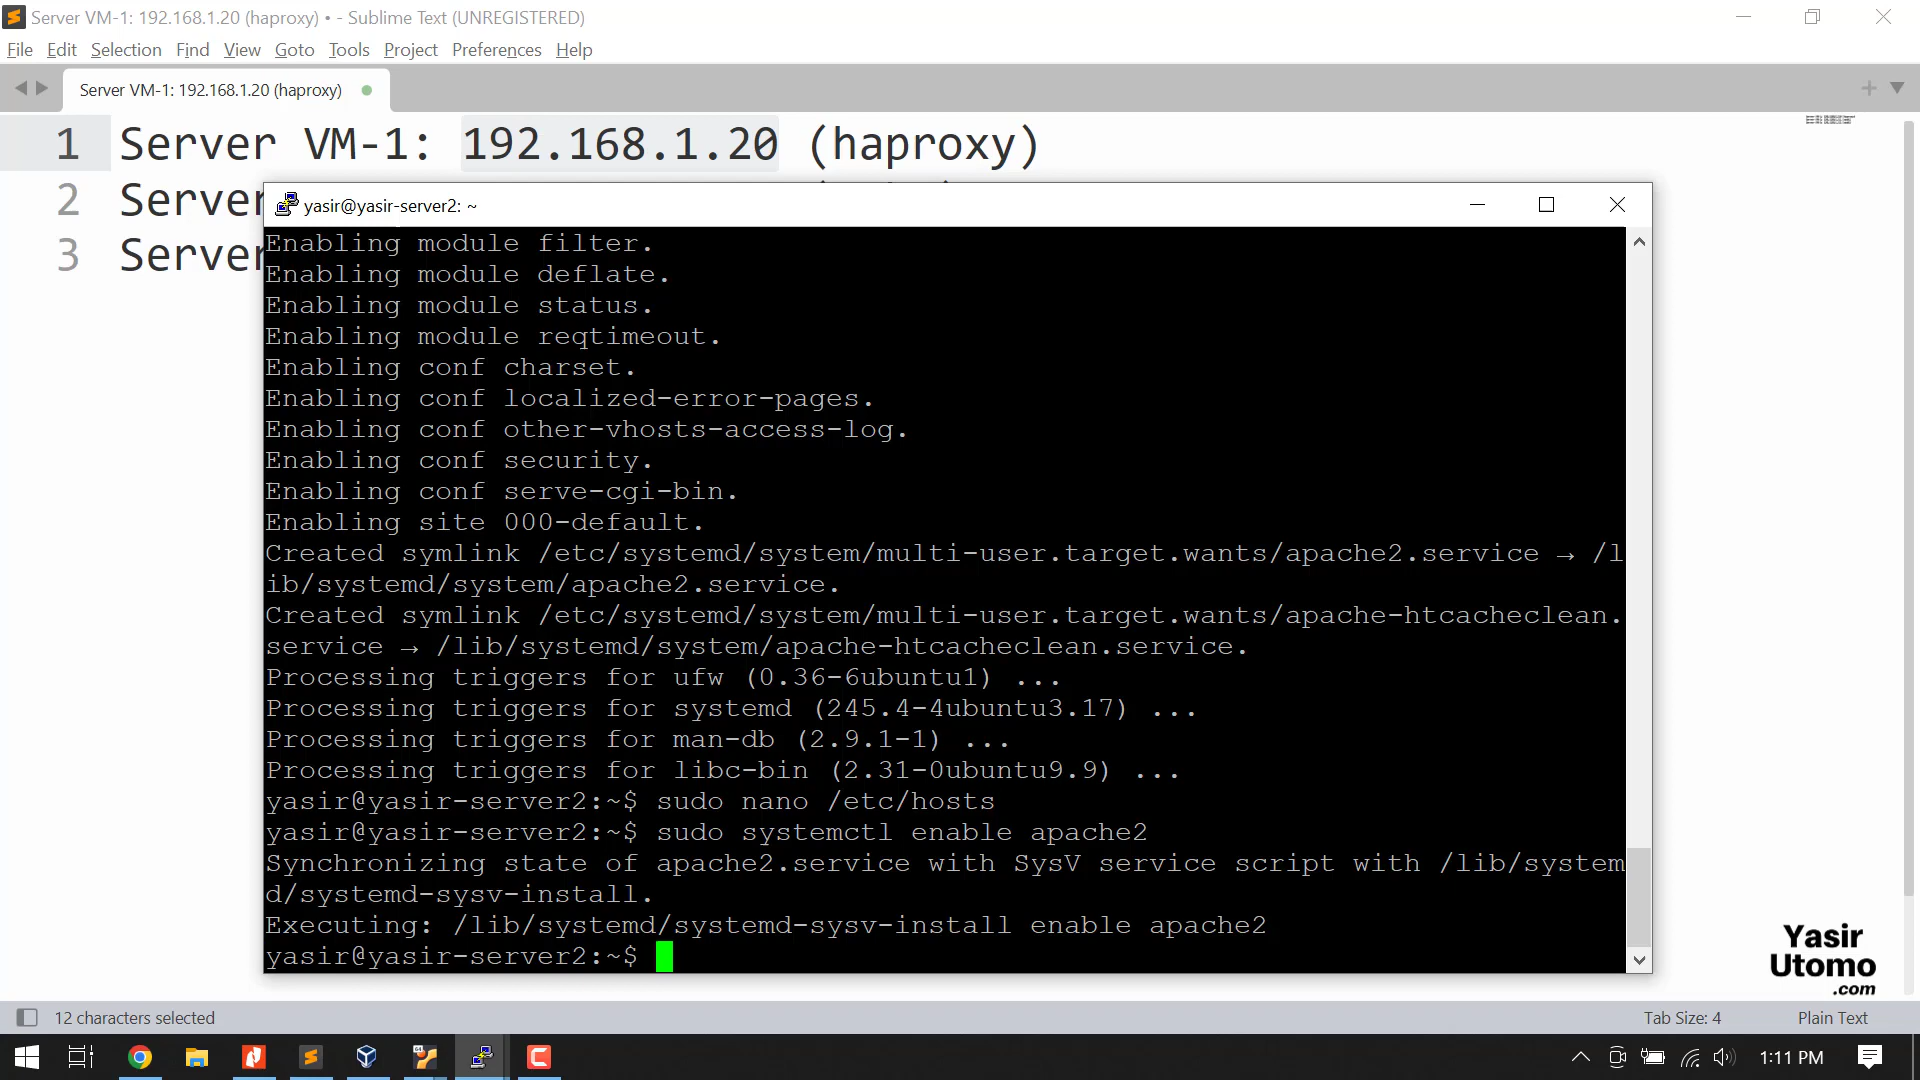 Server VM-1: 192.168.1.20 (haproxy) • - Sublime Text (UNREGISTERED)
File Edit Selection Find View Goto Tools Project Preferences Help
Server VM-1: 192.168.1.20 (haproxy)
1 Server VM-1: 192.168.1.20 (haproxy)
2 Server
3 Server
yasir@yasir-server2: ~
Enabling module filter.
Enabling module deflate.
Enabling module status.
Enabling module reqtimeout.
Enabling conf charset.
Enabling conf localized-error-pages.
Enabling conf other-vhosts-access-log.
Enabling conf security.
Enabling conf serve-cgi-bin.
Enabling site 000-default.
Created symlink /etc/systemd/system/multi-user.target.wants/apache2.service → /l
ib/systemd/system/apache2.service.
Created symlink /etc/systemd/system/multi-user.target.wants/apache-htcacheclean.
service → /lib/systemd/system/apache-htcacheclean.service.
Processing triggers for ufw (0.36-6ubuntu1) ...
Processing triggers for systemd (245.4-4ubuntu3.17) ...
Processing triggers for man-db (2.9.1-1) ...
Processing triggers for libc-bin (2.31-0ubuntu9.9) ...
yasir@yasir-server2:~$ sudo nano /etc/hosts
yasir@yasir-server2:~$ sudo systemctl enable apache2
Synchronizing state of apache2.service with SysV service script with /lib/system
d/systemd-sysv-install.
Executing: /lib/systemd/systemd-sysv-install enable apache2
yasir@yasir-server2:~$
Yasir
Utomo
.com
12 characters selected
Tab Size: 4
Plain Text
1:11 PM